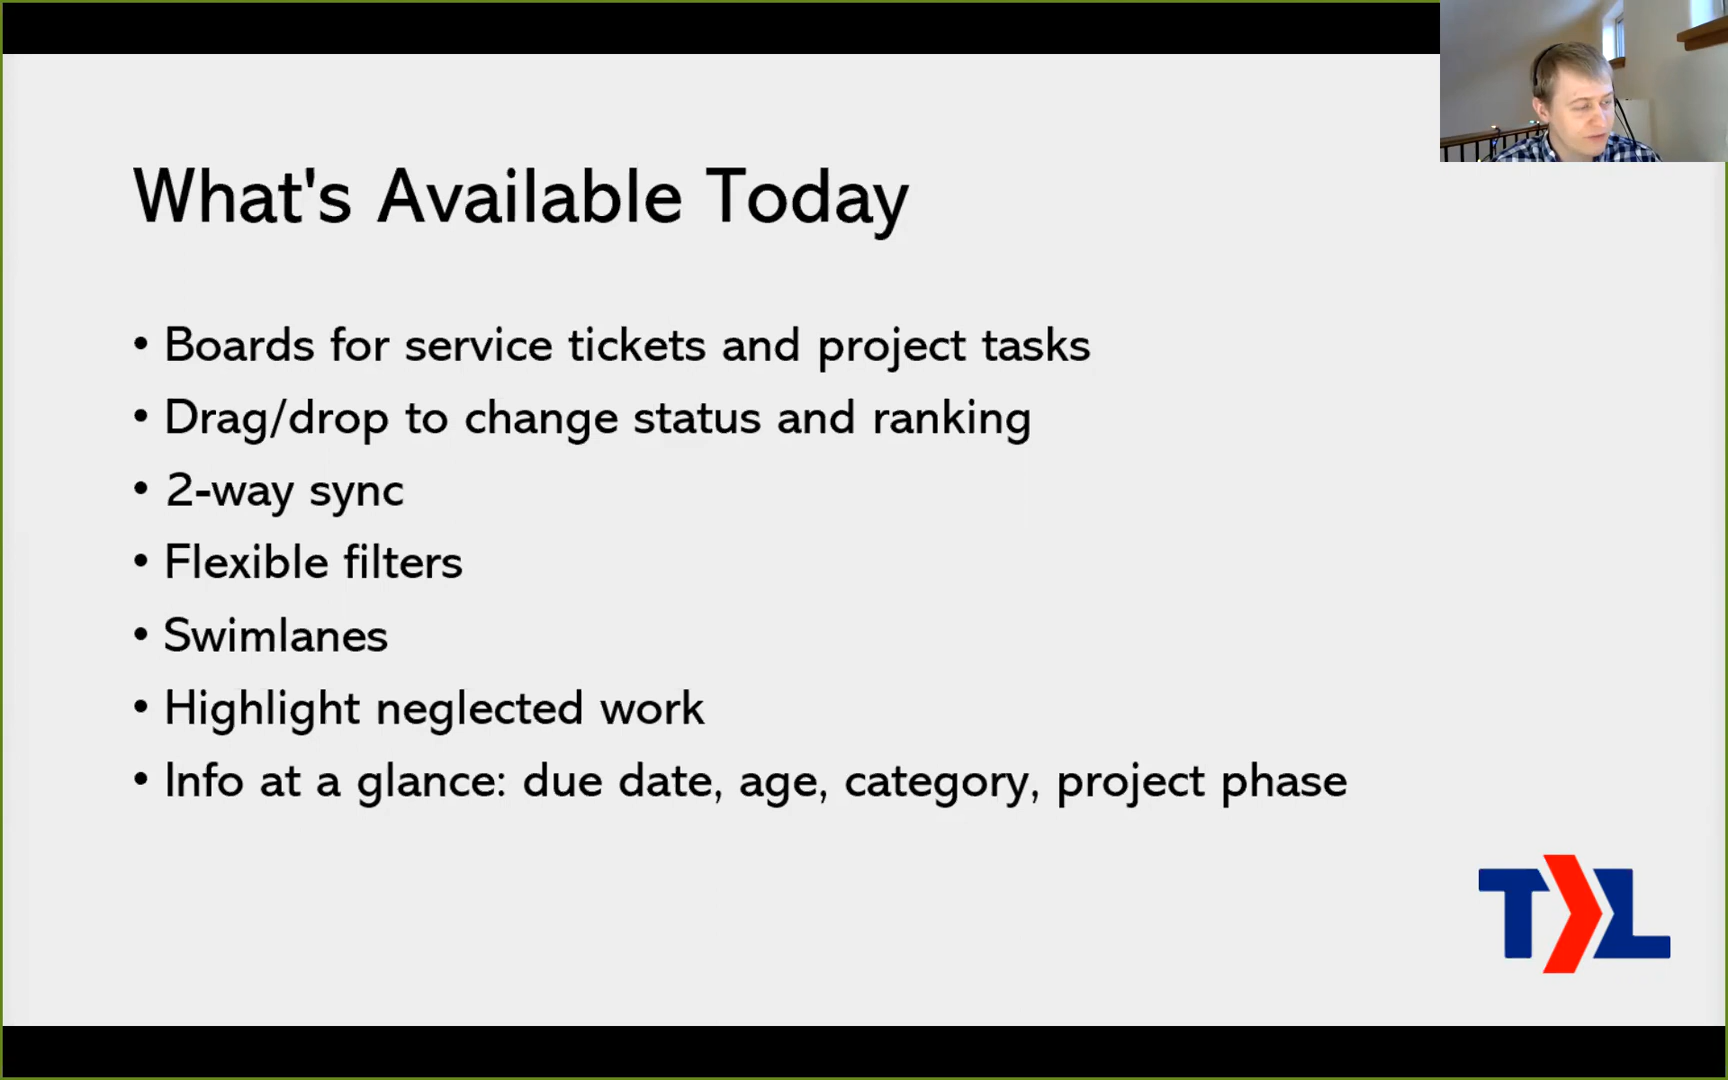 What's Available Today
• Boards for service tickets and project tasks
• Drag/drop to change status and ranking
• 2-way sync
• Flexible filters
• Swimlanes
• Highlight neglected work
• Info at a glance: due date, age, category, project phase
TL